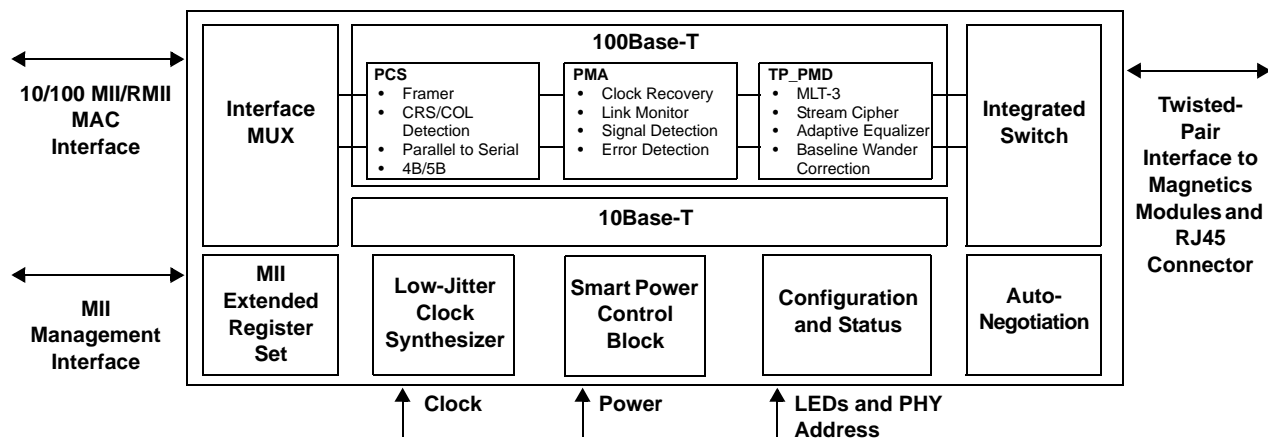 10/100 MII/RMII
MAC
Interface
MII
Management
Interface
Interface
MUX
100Base-T
PCS
• Framer
• CRS/COL
Detection
• Parallel to Serial
• 4B/5B
PMA
• Clock Recovery
• Link Monitor
• Signal Detection
• Error Detection
TP_PMD
• MLT-3
• Stream Cipher
• Adaptive Equalizer
• Baseline Wander
Correction
10Base-T
Integrated
Switch
Twisted-
Pair
Interface to
Magnetics
Modules and
RJ45
Connector
MII
Extended
Register
Set
Low-Jitter
Clock
Synthesizer
Smart Power
Control
Block
Configuration
and Status
Auto-
Negotiation
Clock
Power
LEDs and PHY
Address